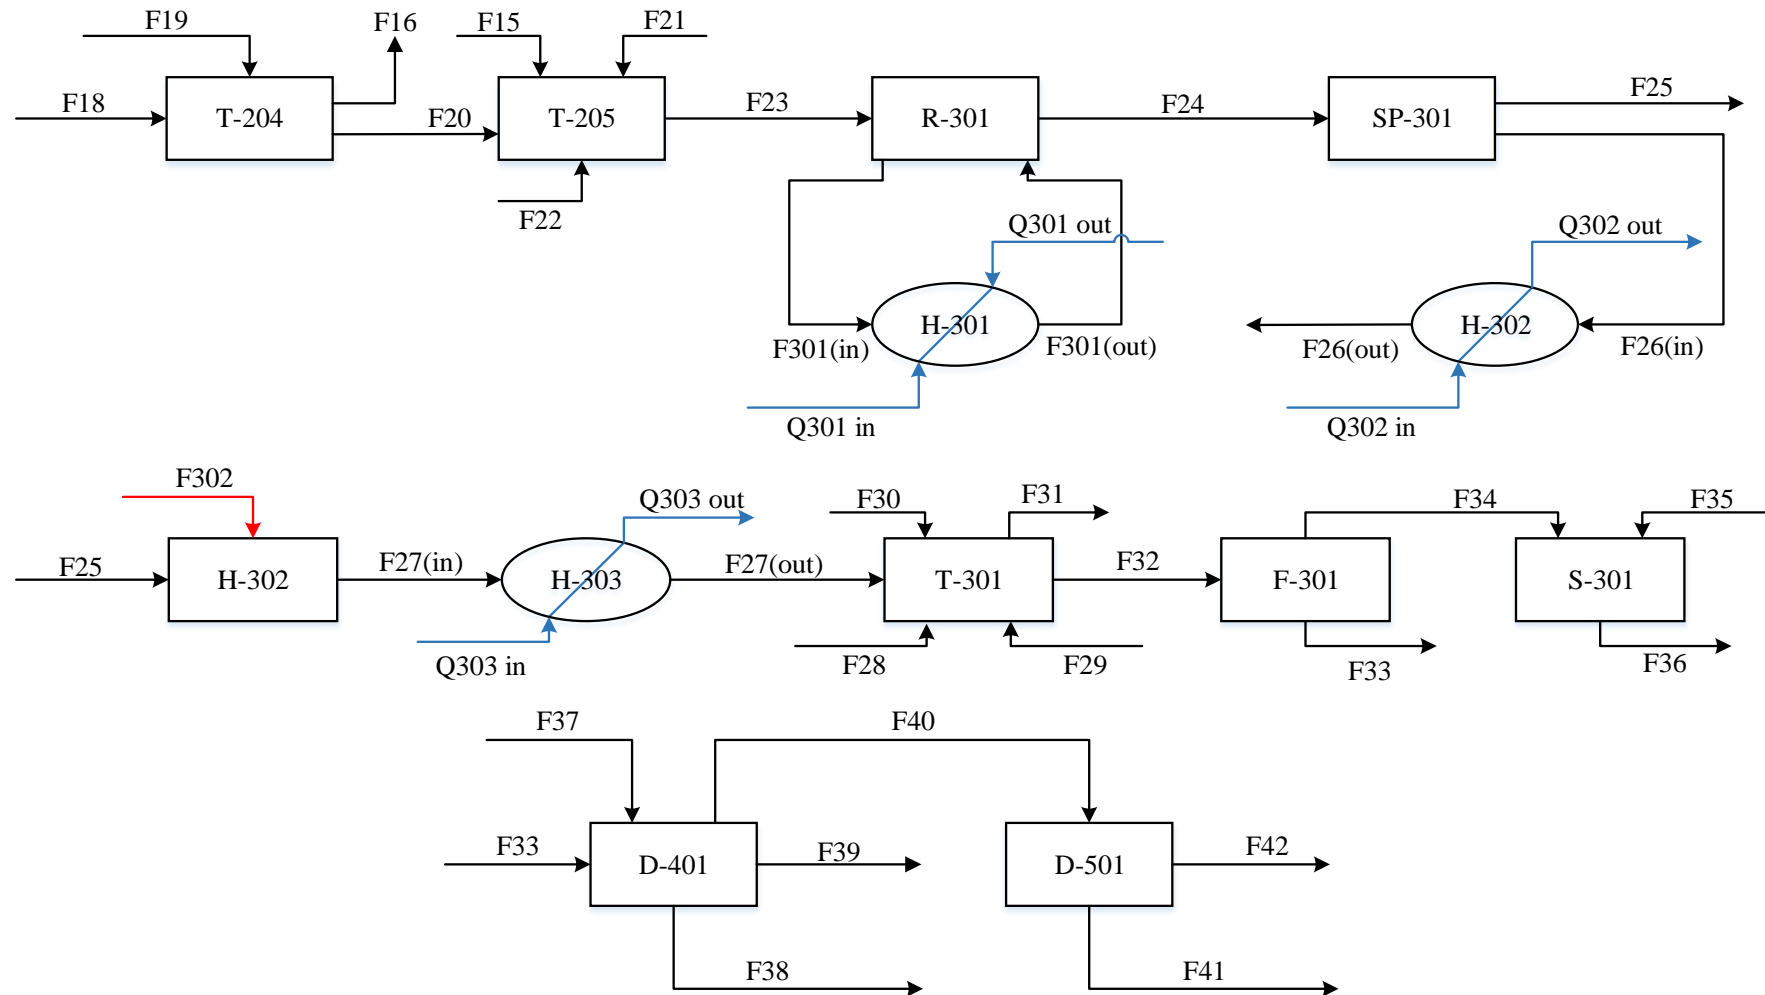 F19
F16
F15
F21
F18
T-204
F20
T-205
F23
R-301
F24
SP-301
F25
F22
Q301 out
Q302 out
H-301
H-302
F301(in)
F301(out)
F26(out)
F26(in)
Q301 in
Q302 in
F302
Q303 out
F30
F31
F34
F35
F25
H-302
F27(in)
H-303
F27(out)
T-301
F32
F-301
S-301
Q303 in
F28
F29
F33
F36
F37
F40
F33
D-401
F39
D-501
F42
F38
F41